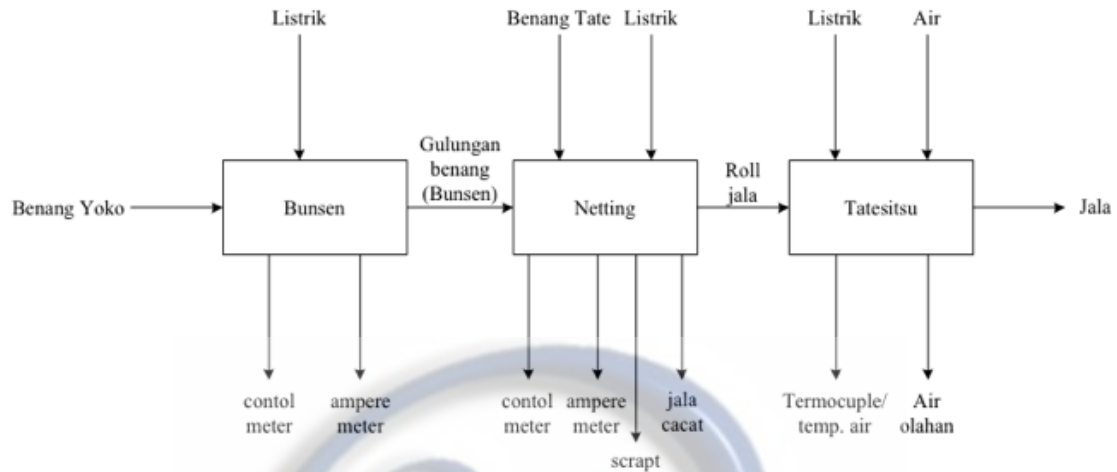 Listrik
Benang Tate
Listrik
Listrik
Air
Gulungan
benang
(Bunsen)
Roll
jala
Benang Yoko
Bunsen
Netting
Tatesitsu
Jala
contol
meter
ampere
meter
contol
meter
ampere
meter
jala
cacat
Termocuple/
temp. air
Air
olahan
scrapt